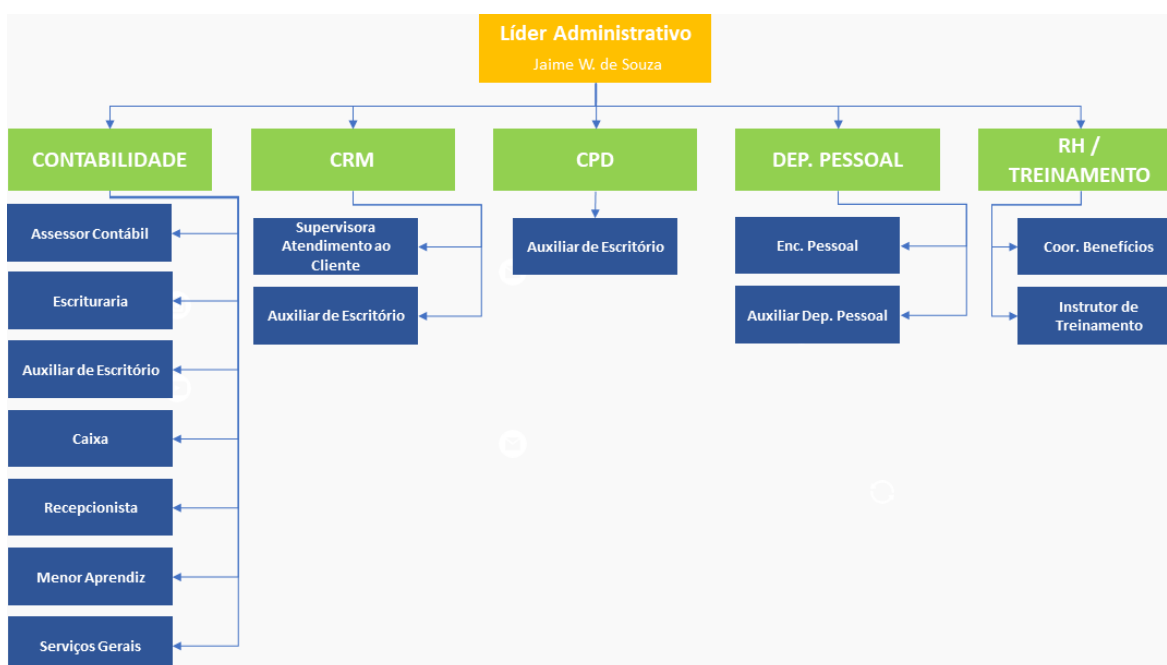 Líder Administrativo
Jaime W. de Souza
CONTABILIDADE
CRM
CPD
DEP. PESSOAL
RH /
TREINAMENTO
Assessor Contábil
Escrituraria
Auxiliar de Escritório
Caixa
Recepcionista
Menor Aprendiz
Serviços Gerais
Supervisora
Atendimento ao
Cliente
Auxiliar de Escritório
Auxiliar de Escritório
Enc. Pessoal
Auxiliar Dep. Pessoal
Coor. Benefícios
Instrutor de
Treinamento